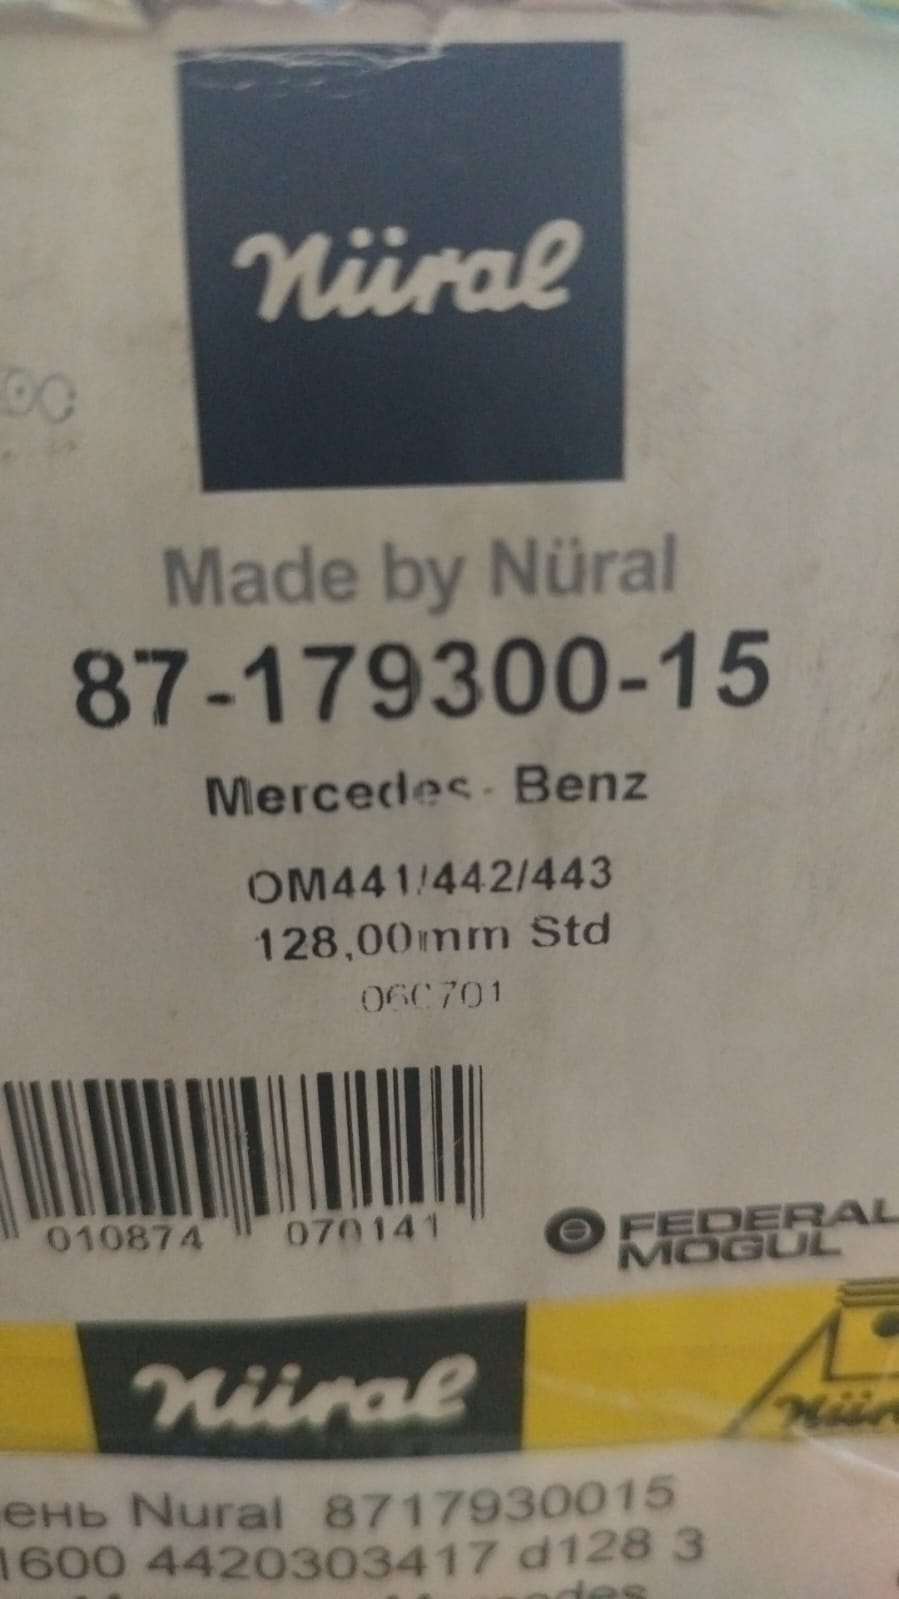 Nüral
Made by Nüral
87-179300-15
Mercedes-Benz
OM441/442/443
128,00mm Std
06C701
010874 070141
FEDERAL
MOGUL
Nüral
ень Nural 8717930015
1600 4420303417 d128 3